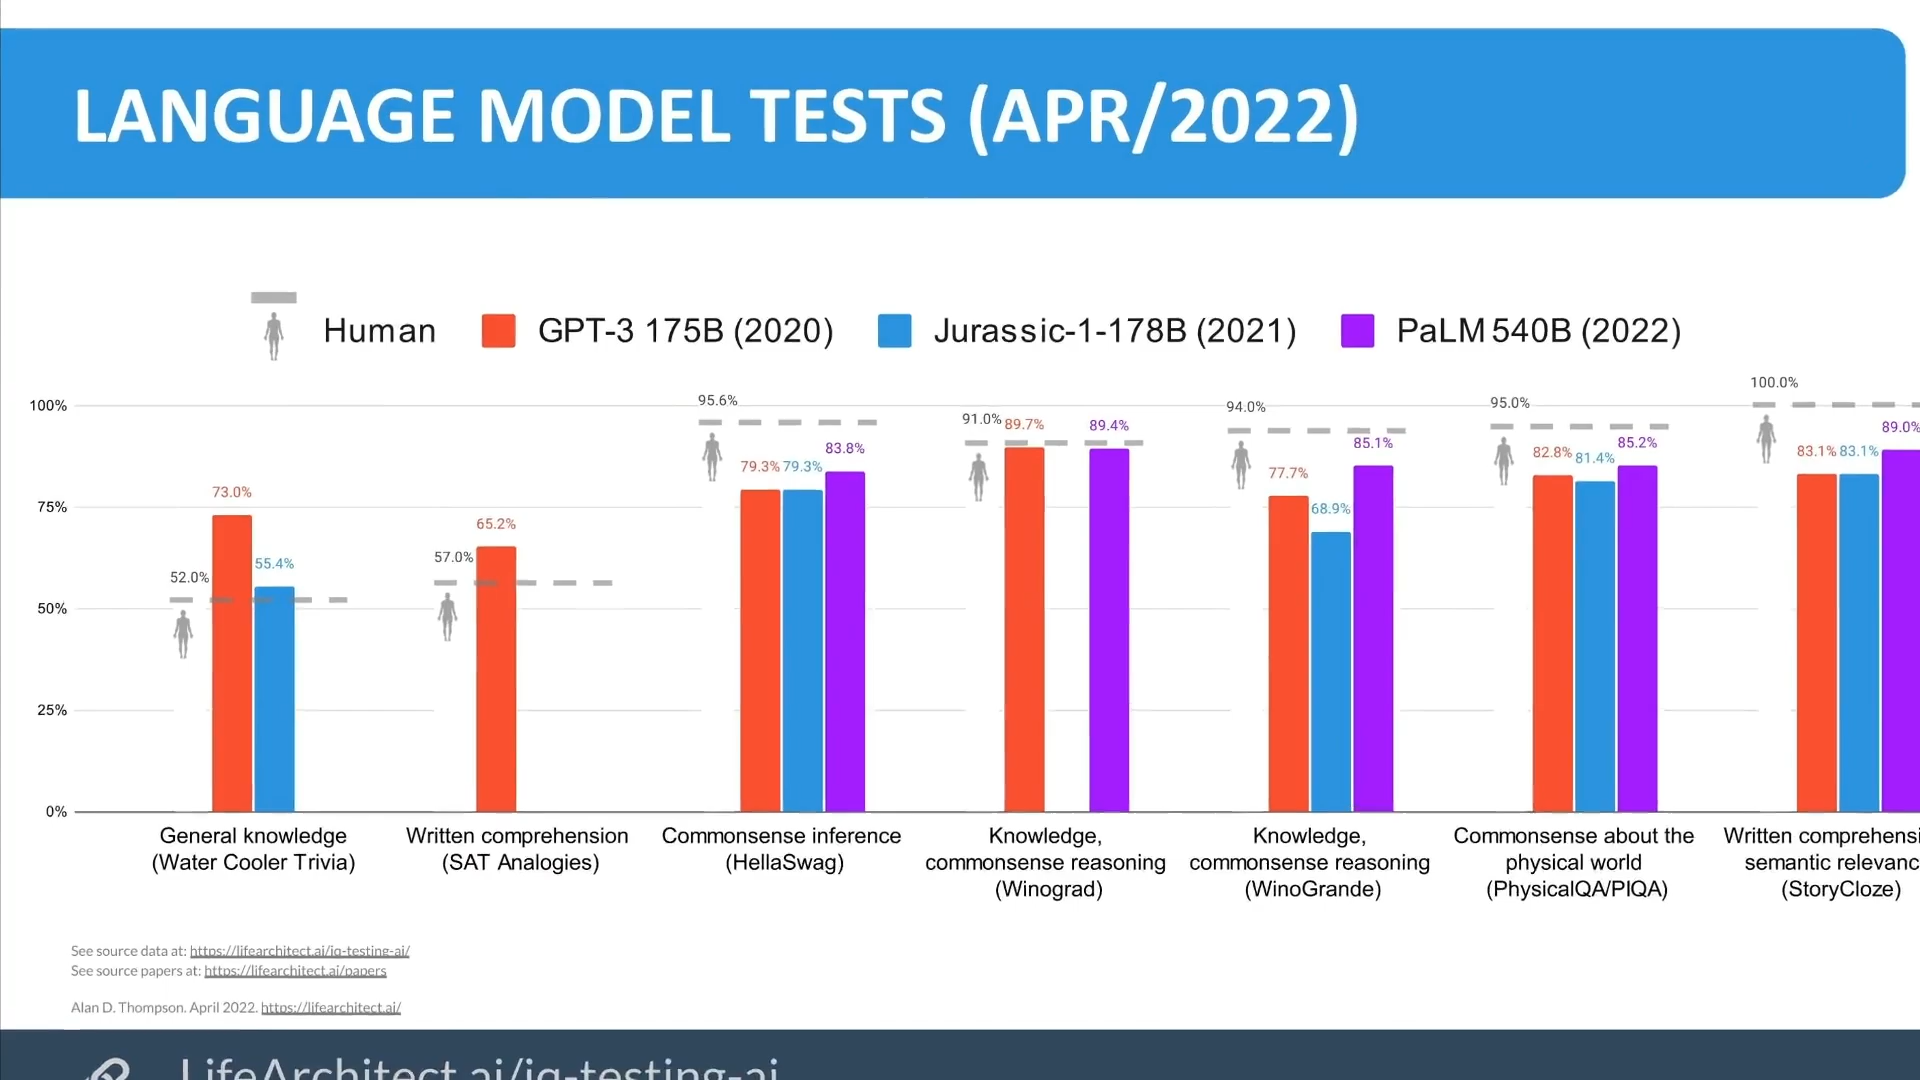 LANGUAGE MODEL TESTS (APR/2022)
Human GPT-3 175B (2020) Jurassic-1-178B (2021) PaLM 540B (2022)
100%
75%
50%
25%
0%
52.0% 73.0% 55.4%
57.0% 65.2%
95.6% 79.3% 79.3% 83.8%
91.0% 89.7% 89.4%
94.0% 77.7% 68.9% 85.1%
95.0% 82.8% 81.4% 85.2%
100.0% 83.1% 83.1% 89.0%
General knowledge
(Water Cooler Trivia)
Written comprehension
(SAT Analogies)
Commonsense inference
(HellaSwag)
Knowledge,
commonsense reasoning
(Winograd)
Knowledge,
commonsense reasoning
(WinoGrande)
Commonsense about the
physical world
(PhysicalQA/PIQA)
Written comprehensi
semantic relevanc
(StoryCloze)
See source data at: https://lifearchitect.ai/iq-testing-ai/
See source papers at: https://lifearchitect.ai/papers
Alan D. Thompson. April 2022. https://lifearchitect.ai/
LifeArchitect.ai/iq-testing-ai